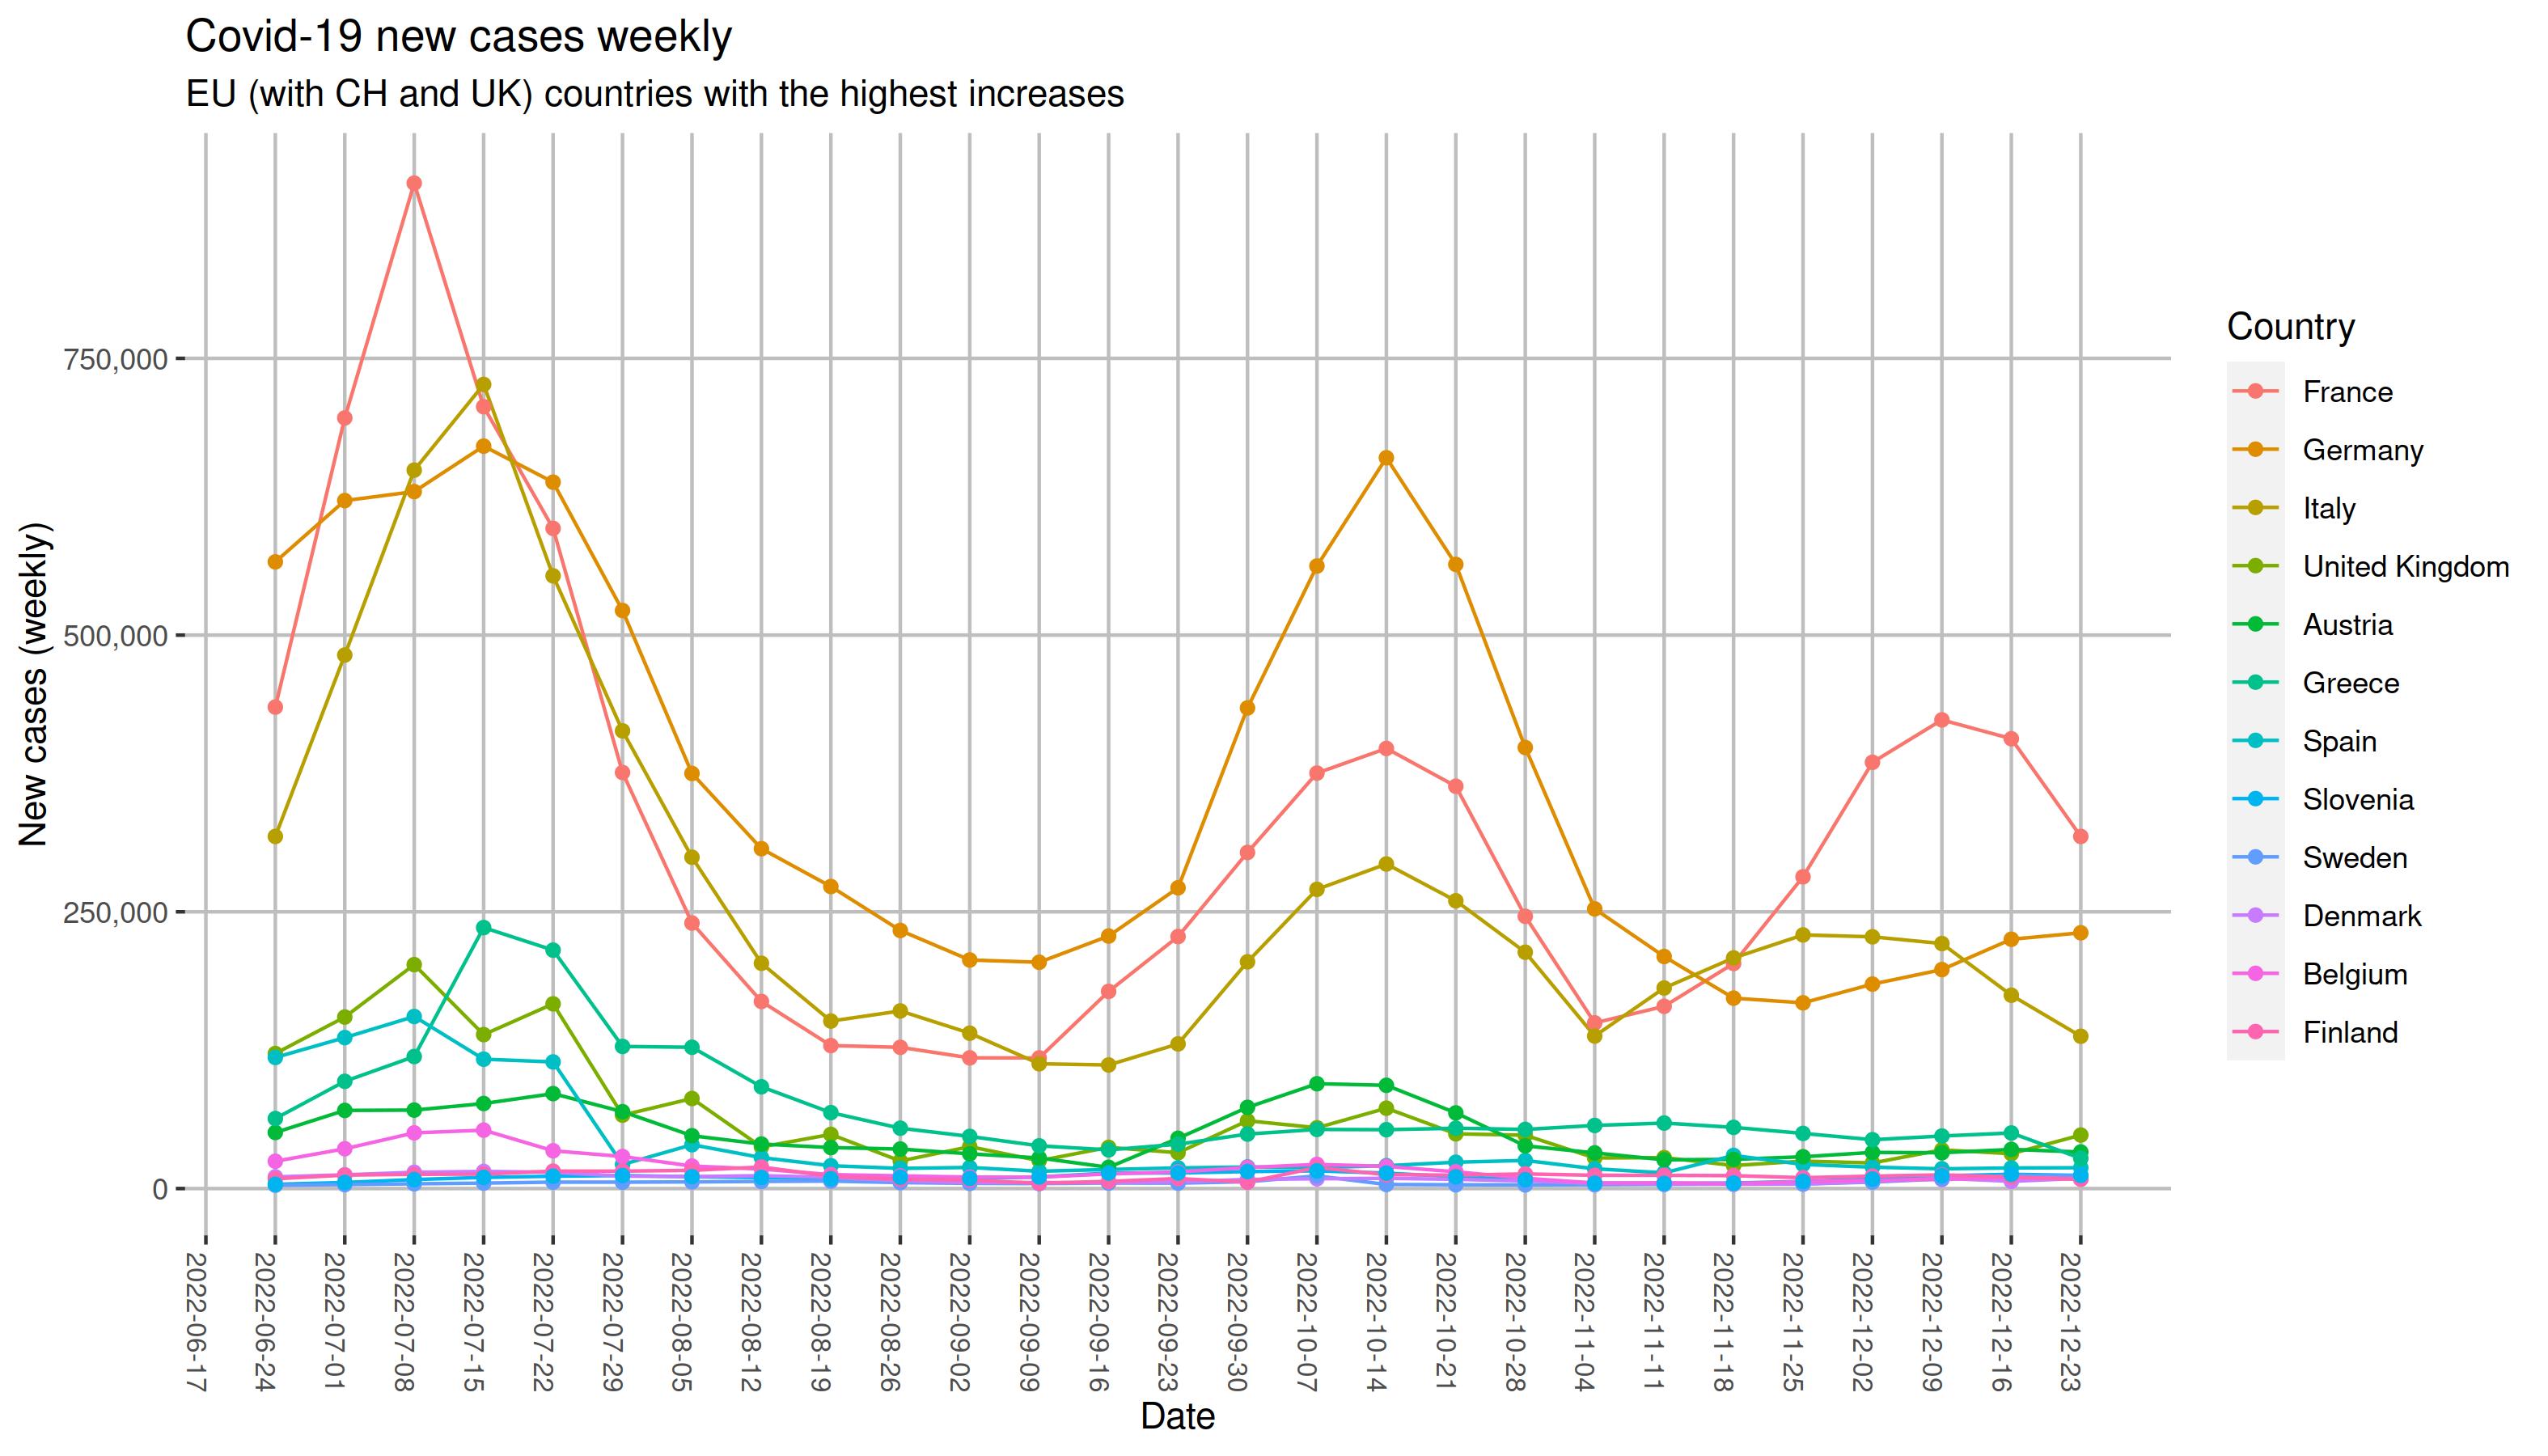 Covid-19 new cases weekly
EU (with CH and UK) countries with the highest increases
New cases (weekly)
750,000
500,000
250,000
0
2022-06-17
2022-06-24
2022-07-01
2022-07-08
2022-07-15
2022-07-22
2022-07-29
2022-08-05
2022-08-12
2022-08-19
2022-08-26
2022-09-02
2022-09-09
2022-09-16
2022-09-23
2022-09-30
2022-10-07
2022-10-14
2022-10-21
2022-10-28
2022-11-04
2022-11-11
2022-11-18
2022-11-25
2022-12-02
2022-12-09
2022-12-16
2022-12-23
Date
Country
France
Germany
Italy
United Kingdom
Austria
Greece
Spain
Slovenia
Sweden
Denmark
Belgium
Finland